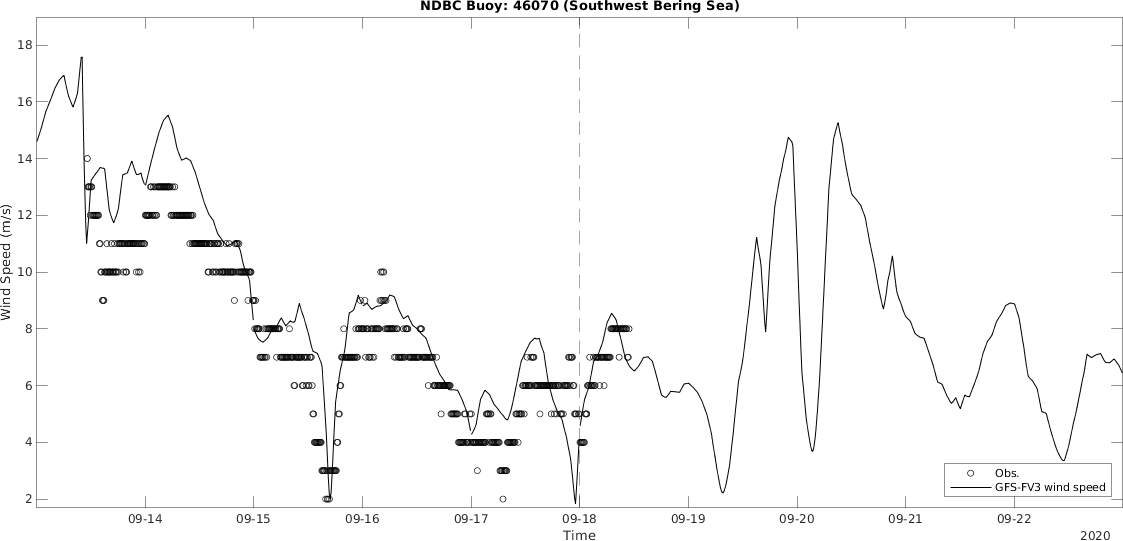 NDBC Buoy: 46070 (Southwest Bering Sea)
18
16
14
12
10
8
6
4
2
Wind Speed (m/s)
Obs.
GFS-FV3 wind speed
09-14 09-15 09-16 09-17 09-18 09-19 09-20 09-21 09-22
Time
2020